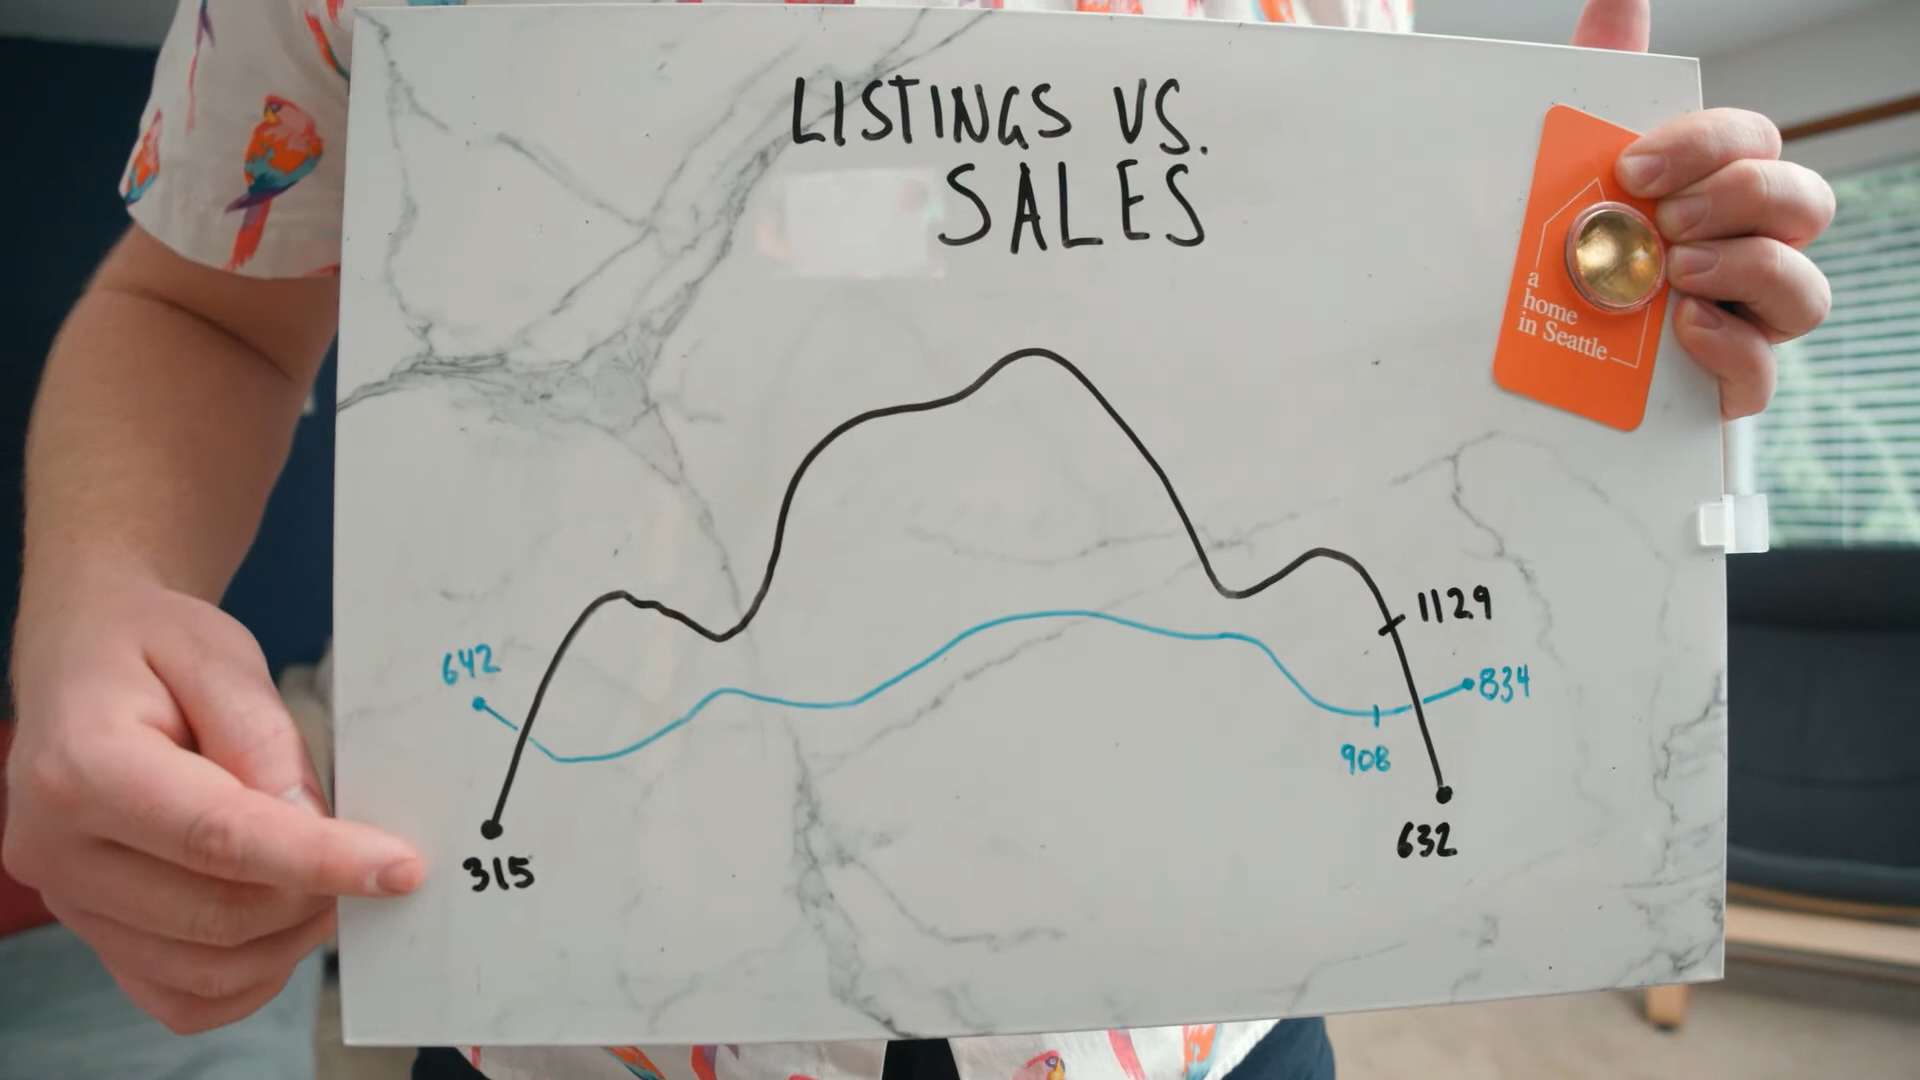 LISTINGS VS.
SALES
a
home
in Seattle
1129
642
834
908
632
315